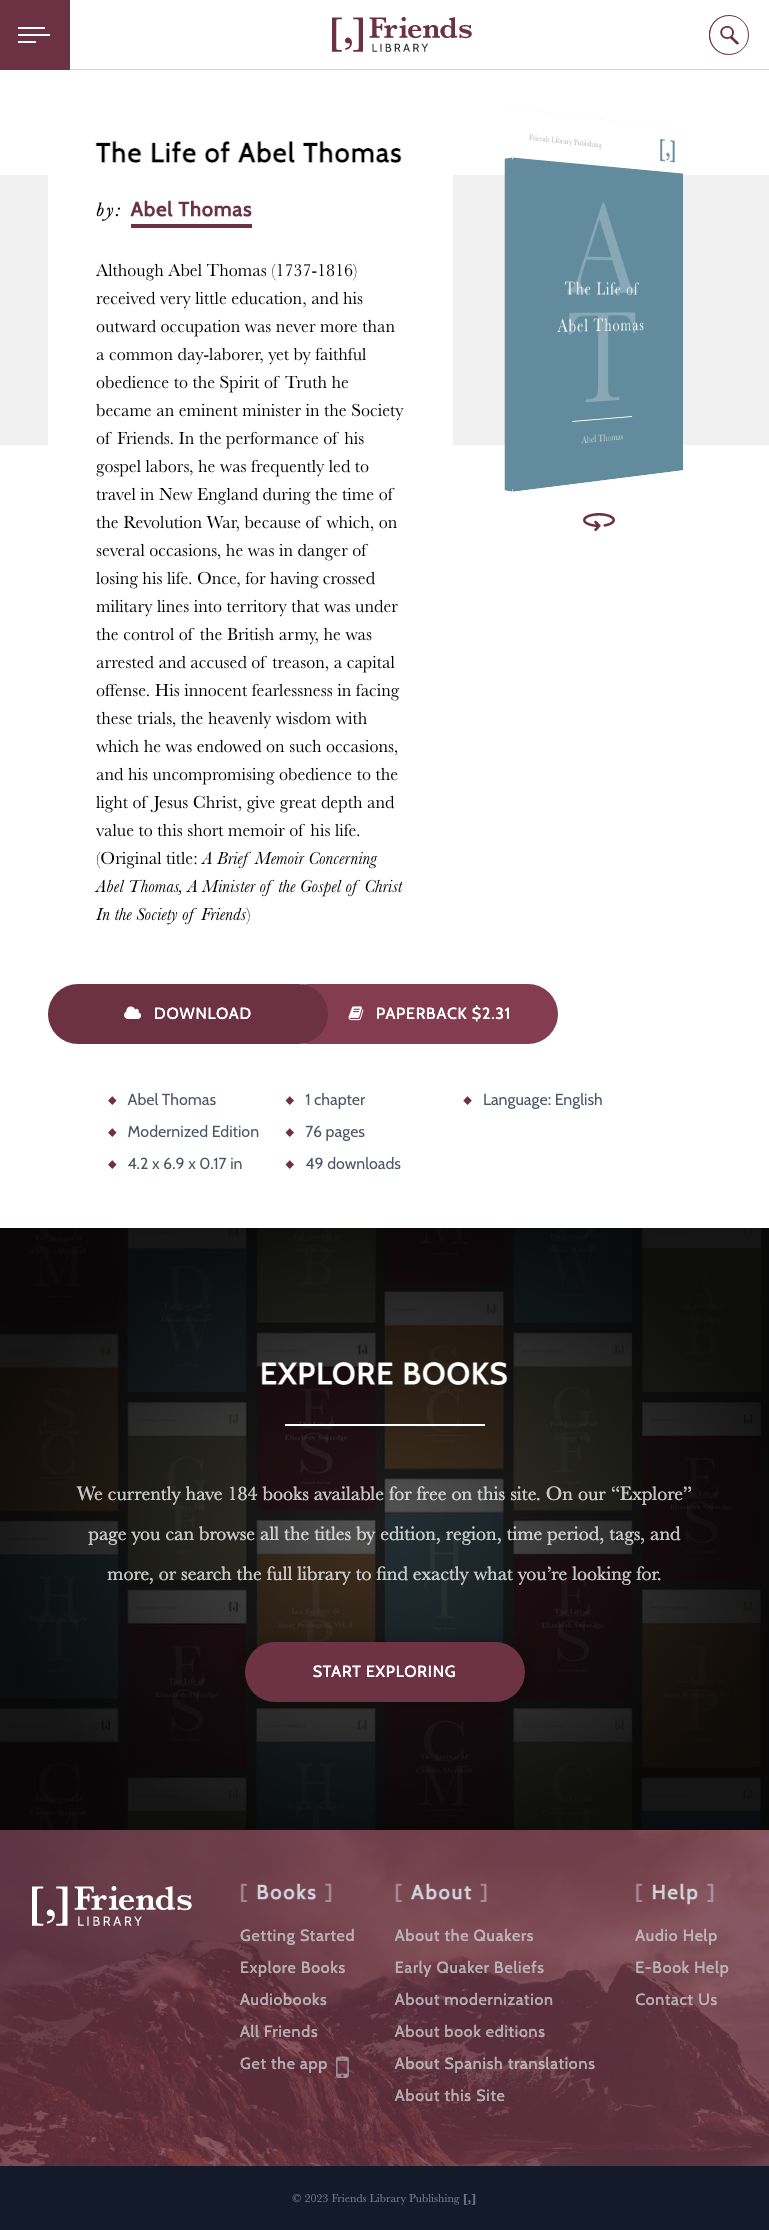 [,] Friends
LIBRARY
The Life of Abel Thomas
by: Abel Thomas
Although Abel Thomas (1737-1816)
received very little education, and his
outward occupation was never more than
a common day-laborer, yet by faithful
obedience to the Spirit of Truth he
became an eminent minister in the Society
of Friends. In the performance of his
gospel labors, he was frequently led to
travel in New England during the time of
the Revolution War, because of which, on
several occasions, he was in danger of
losing his life. Once, for having crossed
military lines into territory that was under
the control of the British army, he was
arrested and accused of treason, a capital
offense. His innocent fearlessness in facing
these trials, the heavenly wisdom with
which he was endowed on such occasions,
and his uncompromising obedience to the
light of Jesus Christ, give great depth and
value to this short memoir of his life.
(Original title: A Brief Memoir Concerning
Abel Thomas, A Minister of the Gospel of Christ
In the Society of Friends)
Friends Library Publishing
[,]
A
T
The Life of
Abel Thomas
Abel Thomas
DOWNLOAD
PAPERBACK $2.31
Abel Thomas
Modernized Edition
4.2 x 6.9 x 0.17 in
1 chapter
76 pages
49 downloads
Language: English
EXPLORE BOOKS
We currently have 184 books available for free on this site. On our “Explore”
page you can browse all the titles by edition, region, time period, tags, and
more, or search the full library to find exactly what you’re looking for.
START EXPLORING
[,] Friends
LIBRARY
[ Books ]
Getting Started
Explore Books
Audiobooks
All Friends
Get the app
[ About ]
About the Quakers
Early Quaker Beliefs
About modernization
About book editions
About Spanish translations
About this Site
[ Help ]
Audio Help
E-Book Help
Contact Us
© 2023 Friends Library Publishing [,]